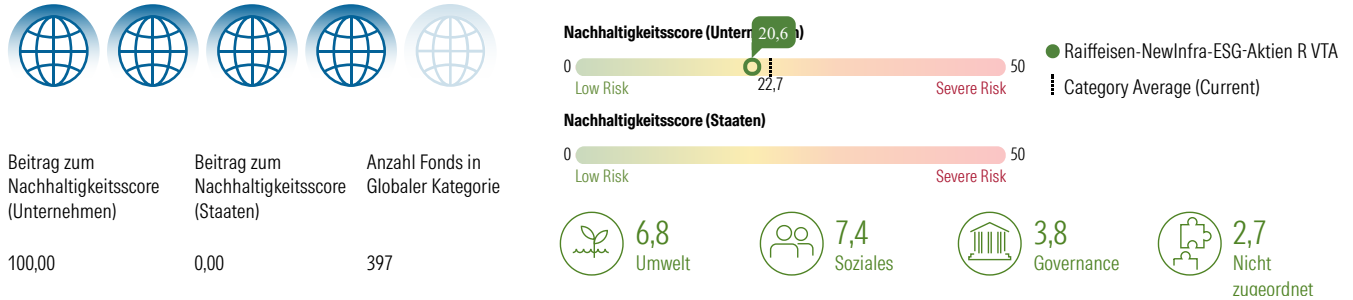 Beitrag zum
Nachhaltigkeitsscore
(Unternehmen)
100,00
Beitrag zum
Nachhaltigkeitsscore
(Staaten)
0,00
Anzahl Fonds in
Globaler Kategorie
397
Nachhaltigkeitsscore (Untern n)
20,6
0
50
Low Risk
22,7
Severe Risk
Raiffeisen-NewInfra-ESG-Aktien R VTA
Category Average (Current)
Nachhaltigkeitsscore (Staaten)
0
50
Low Risk
Severe Risk
6,8
Umwelt
7,4
Soziales
3,8
Governance
2,7
Nicht
zugeordnet